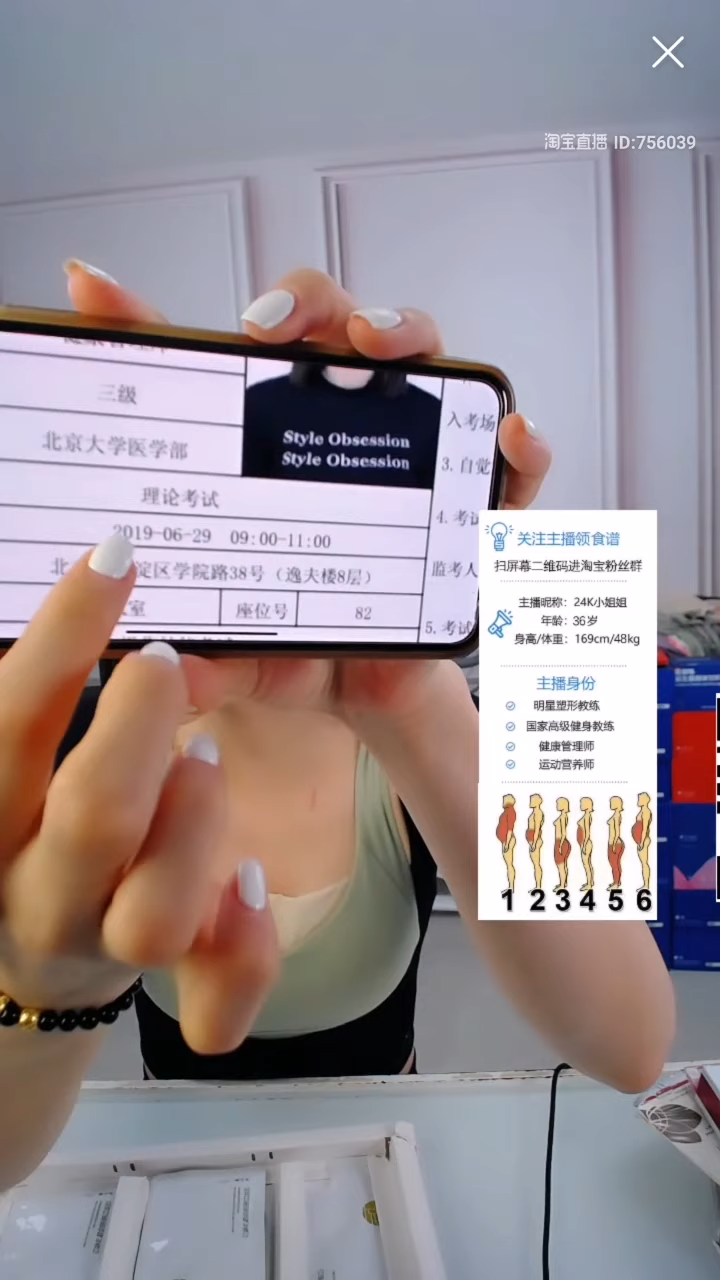 淘宝直播 ID:756039
三级
北京大学医学部
Style Obsession
Style Obsession
理论考试
2019-06-29 09:00-11:00
淀区学院路38号（逸夫楼8层）
室
座位号
82
入考场
3. 自觉
4. 考试
监考人
5. 考试
关注主播领食谱
扫屏幕二维码进淘宝粉丝群
主播昵称：24K小姐姐
年龄：36岁
身高/体重：169cm/48kg
主播身份
明星塑形教练
国家高级健身教练
健康管理师
运动营养师
1 2 3 4 5 6